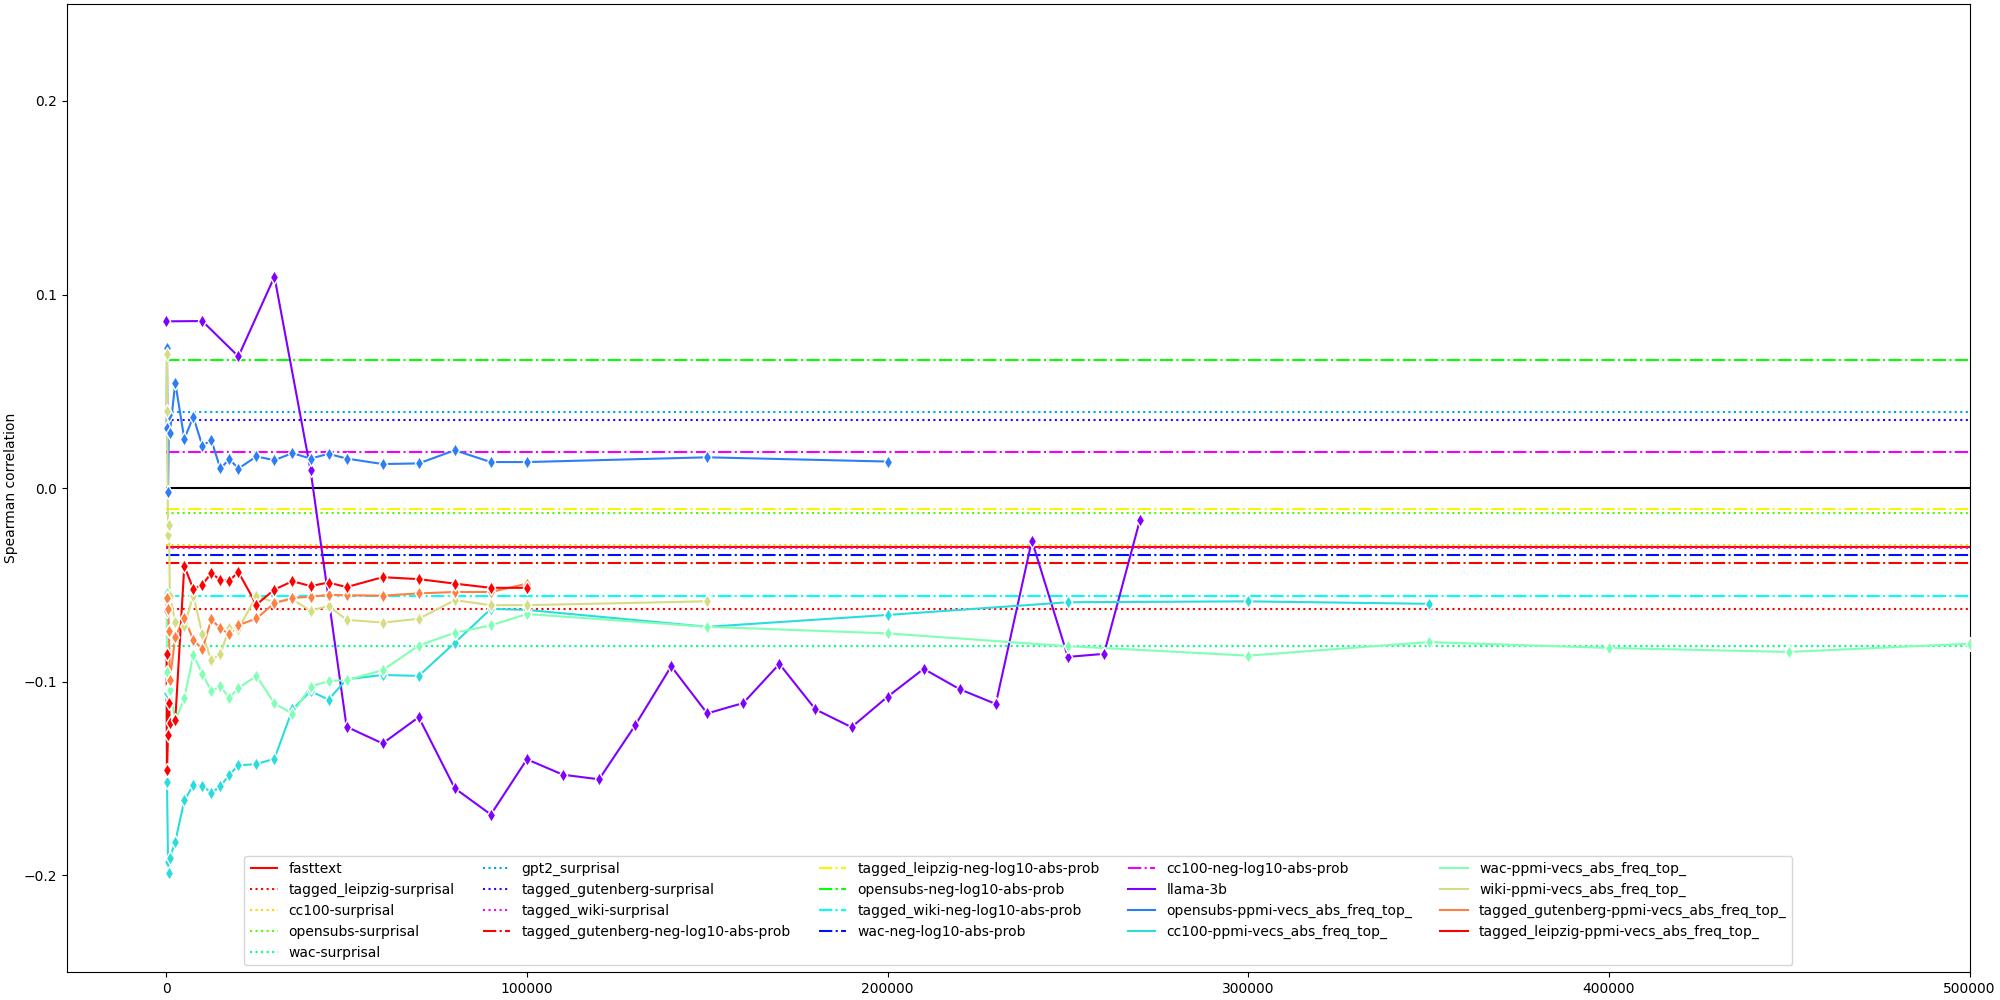 Spearman correlation
0.2
0.1
0.0
−0.1
−0.2
fasttext
tagged_leipzig-surprisal
cc100-surprisal
opensubs-surprisal
wac-surprisal
gpt2_surprisal
tagged_gutenberg-surprisal
tagged_wiki-surprisal
tagged_gutenberg-neg-log10-abs-prob
tagged_leipzig-neg-log10-abs-prob
opensubs-neg-log10-abs-prob
tagged_wiki-neg-log10-abs-prob
wac-neg-log10-abs-prob
cc100-neg-log10-abs-prob
llama-3b
opensubs-ppmi-vecs_abs_freq_top_
cc100-ppmi-vecs_abs_freq_top_
wac-ppmi-vecs_abs_freq_top_
wiki-ppmi-vecs_abs_freq_top_
tagged_gutenberg-ppmi-vecs_abs_freq_top_
tagged_leipzig-ppmi-vecs_abs_freq_top_
0
100000
200000
300000
400000
500000